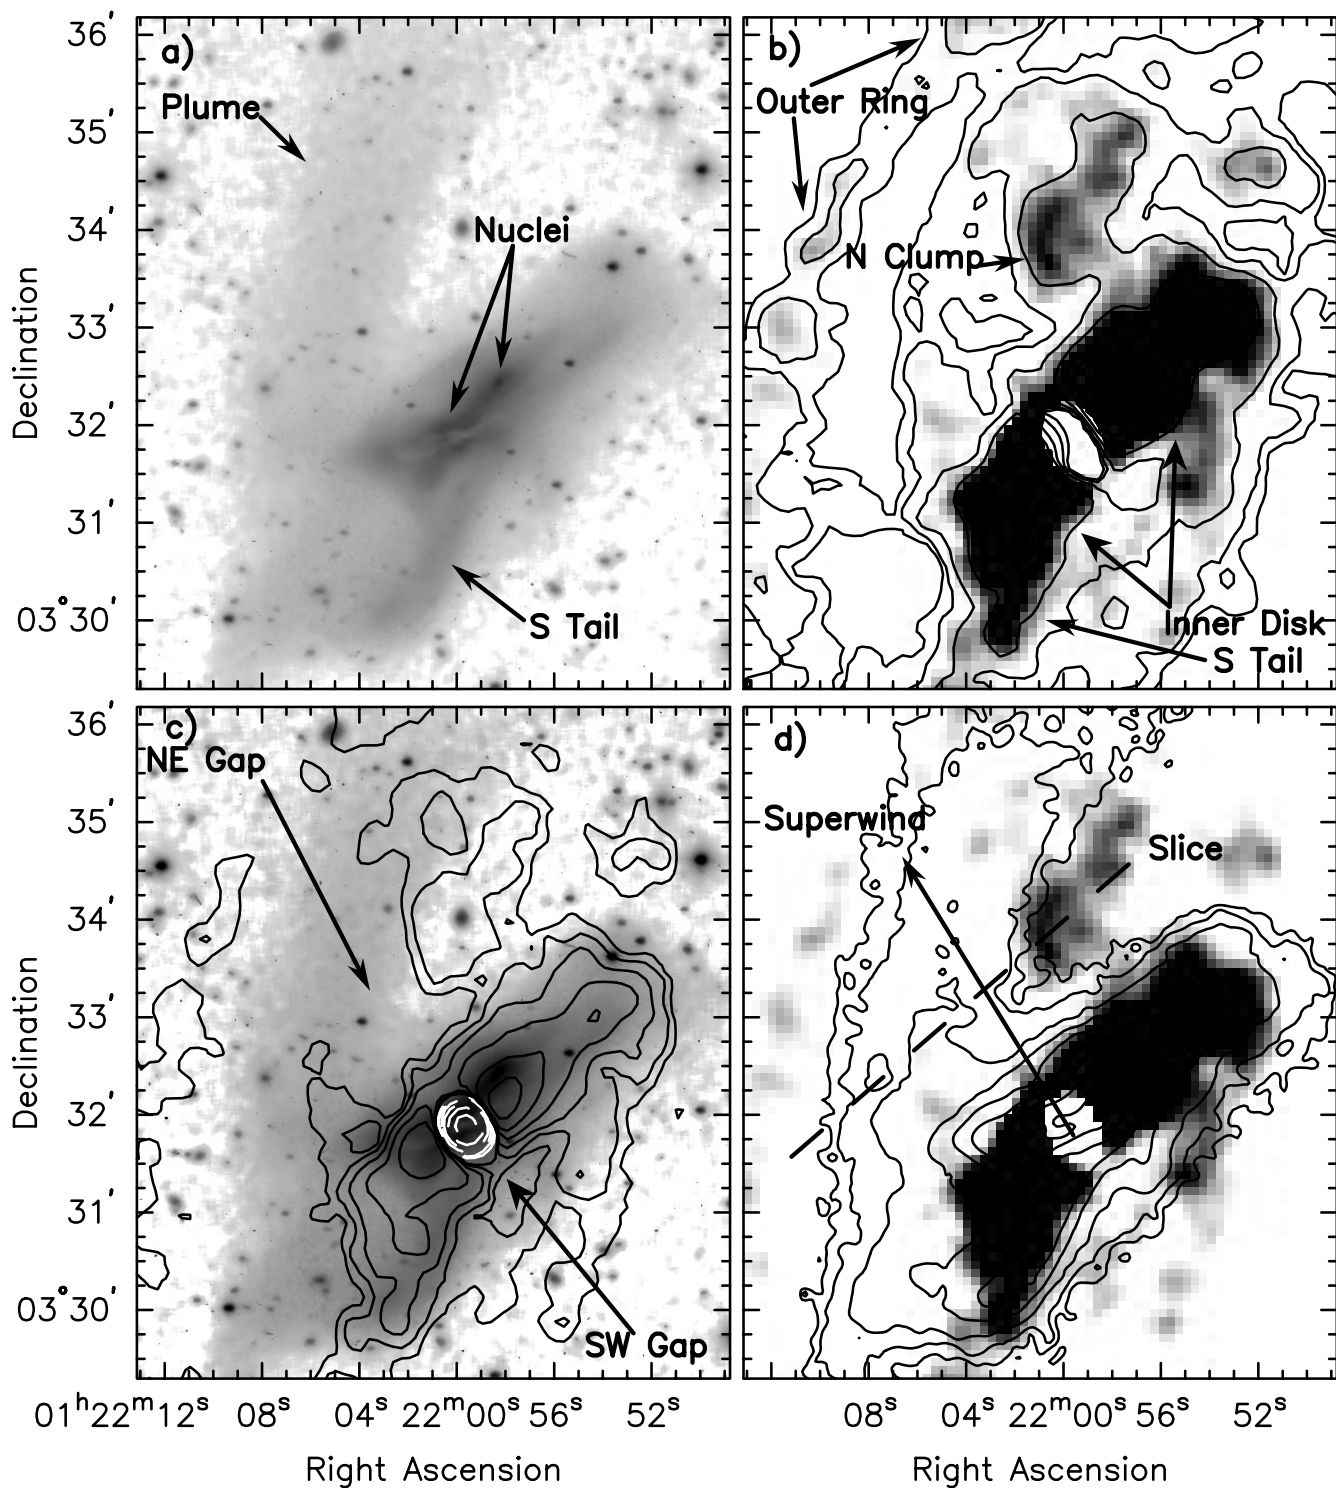 a)
Plume
Nuclei
S Tail
36′
35′
34′
33′
32′
31′
03° 30′
Declination
b)
Outer Ring
N Clump
Inner Disk
S Tail
c)
NE Gap
SW Gap
36′
35′
34′
33′
32′
31′
03° 30′
Declination
d)
Superwind
Slice
01ʰ22ᵐ12ˢ 08ˢ 04ˢ 22ᵐ00ˢ 56ˢ 52ˢ
Right Ascension
08ˢ 04ˢ 22ᵐ00ˢ 56ˢ 52ˢ
Right Ascension